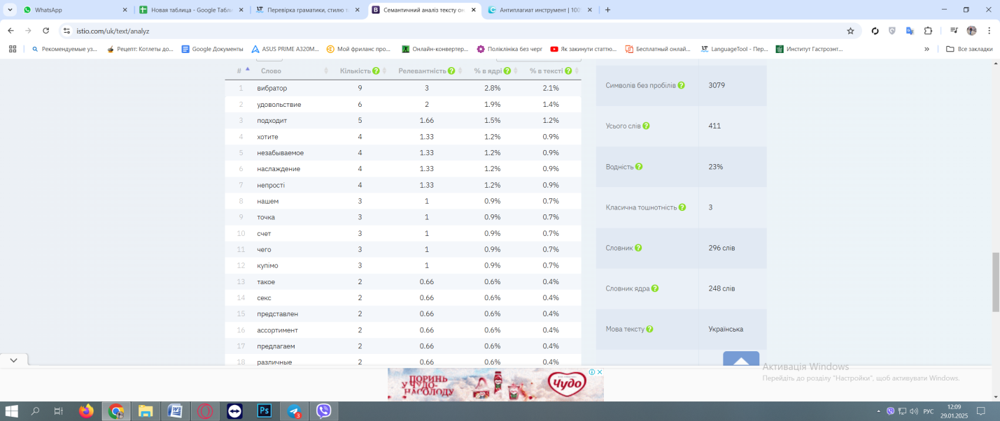 WhatsApp
Новая таблица - Google Табли
Перевірка граматики, стилю т
Семантичний аналіз тексту он
Антиплагиат инструмент | 100
istio.com/uk/text/analyz
Рекомендуемые уз...
Рецепт: Котлеты до...
Google Документы
ASUS PRIME A320M...
Мой фриланс про...
Онлайн-конвертер...
Поліклініка без черг
Як закинути статтю...
Бесплатный онлай...
LanguageTool - Пер...
Институт Гастроэнт...
Все закладки
# Слово Кількість Релевантність % в ядрі % в тексті
1 вибратор 9 3 2.8% 2.1%
2 удовольствие 6 2 1.9% 1.4%
3 подходит 5 1.66 1.5% 1.2%
4 хотите 4 1.33 1.2% 0.9%
5 незабываемое 4 1.33 1.2% 0.9%
6 наслаждение 4 1.33 1.2% 0.9%
7 непрості 4 1.33 1.2% 0.9%
8 нашем 3 1 0.9% 0.7%
9 точка 3 1 0.9% 0.7%
10 счет 3 1 0.9% 0.7%
11 чего 3 1 0.9% 0.7%
12 купімо 3 1 0.9% 0.7%
13 такое 2 0.66 0.6% 0.4%
14 секс 2 0.66 0.6% 0.4%
15 представлен 2 0.66 0.6% 0.4%
16 ассортимент 2 0.66 0.6% 0.4%
17 предлагаем 2 0.66 0.6% 0.4%
18 различные 2 0.66 0.6% 0.4%
Символів без пробілів 3079
Усього слів 411
Водність 23%
Класична тошнотність 3
Словник 296 слів
Словник ядра 248 слів
Мова тексту Українська
Активація Windows
Перейдіть до розділу "Настройки", щоб активувати Windows.
ПОРИНЬ
У ЧУДО-
НАСОЛОДУ
Чудо
РУС
12:09
29.01.2025